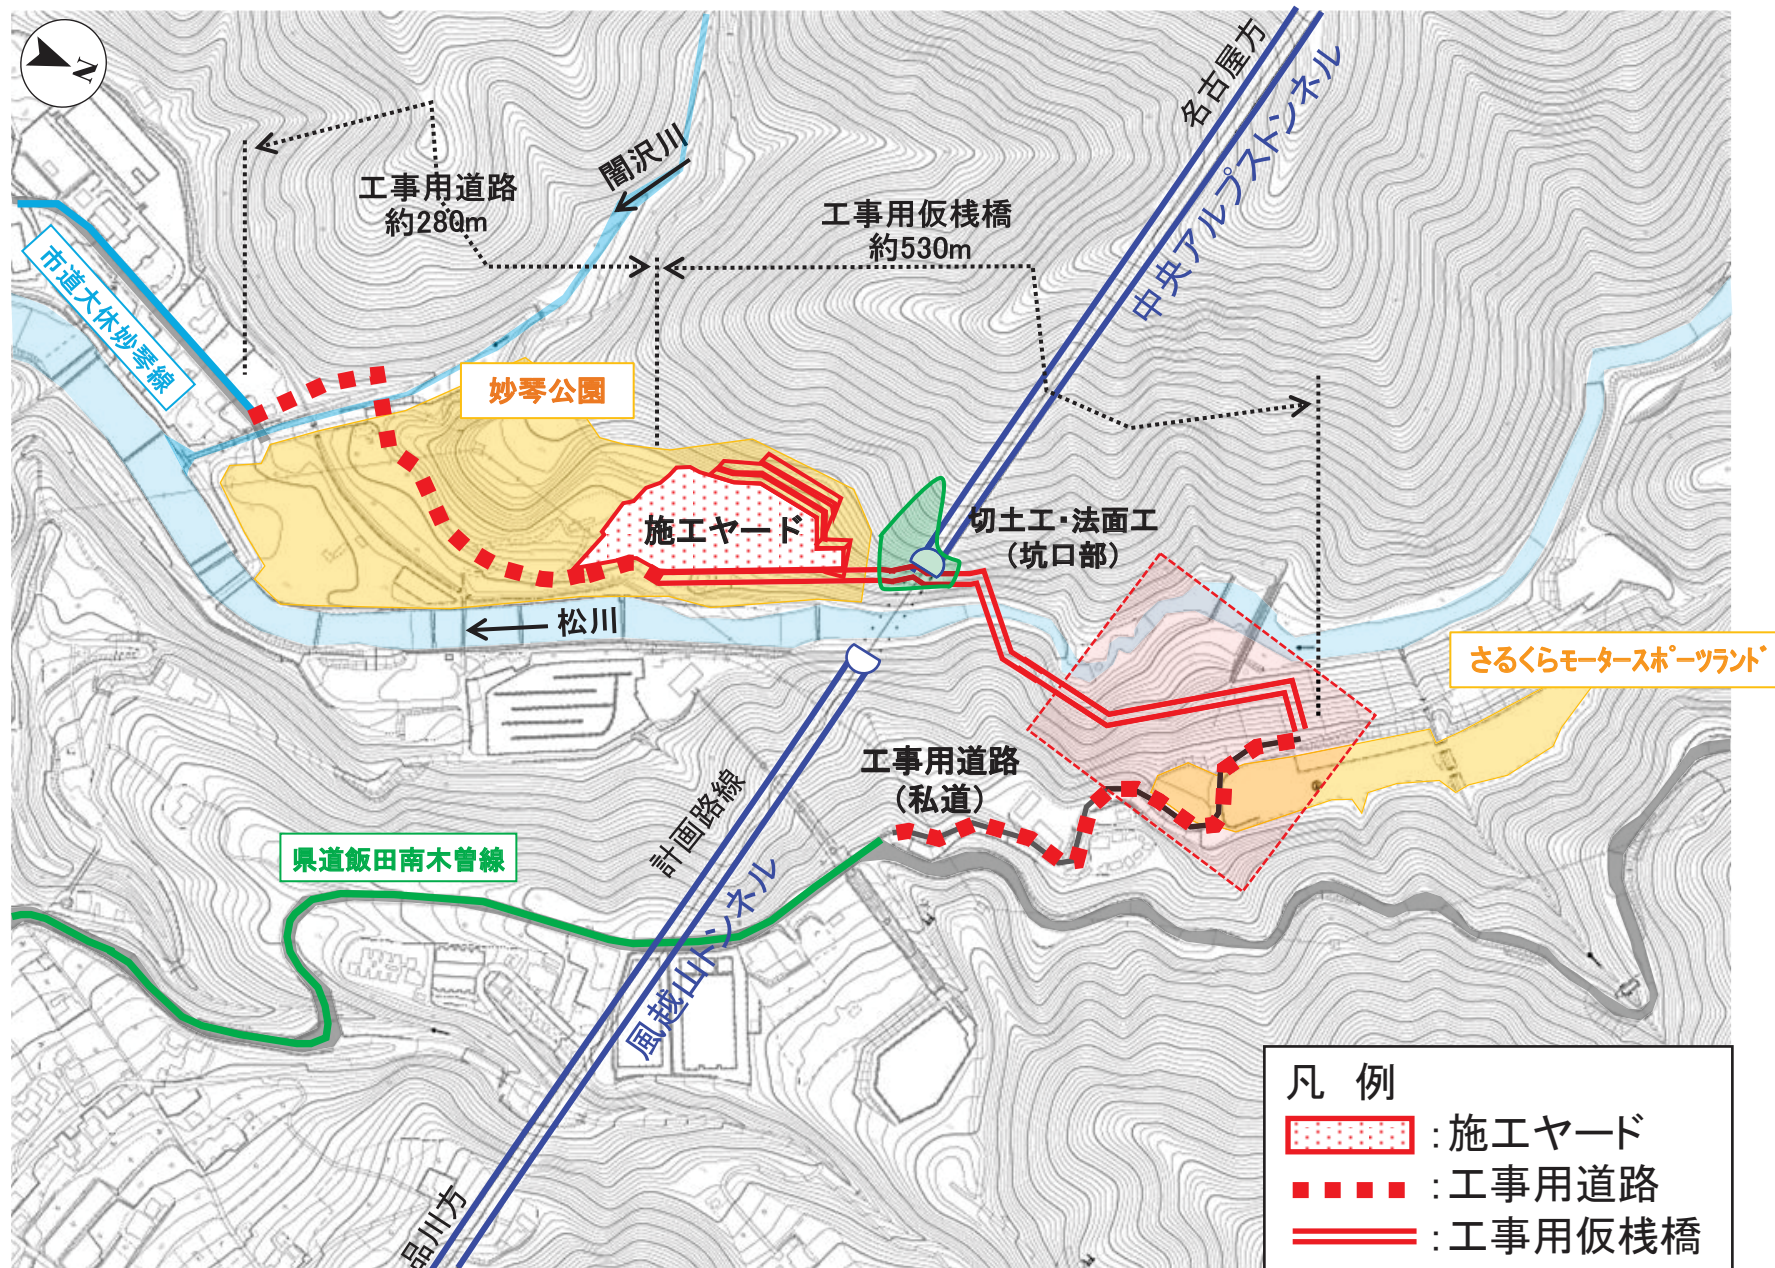 N
名古屋方
中央アルプストンネル
工事用道路
約280m
闇沢川
工事用仮桟橋
約530m
市道大休妙琴線
妙琴公園
施工ヤード
切土工・法面工
（坑口部）
松川
さるくらモータースポーツランド
工事用道路
（私道）
計画路線
県道飯田南木曽線
風越山トンネル
品川方
凡 例
：施工ヤード
：工事用道路
：工事用仮桟橋